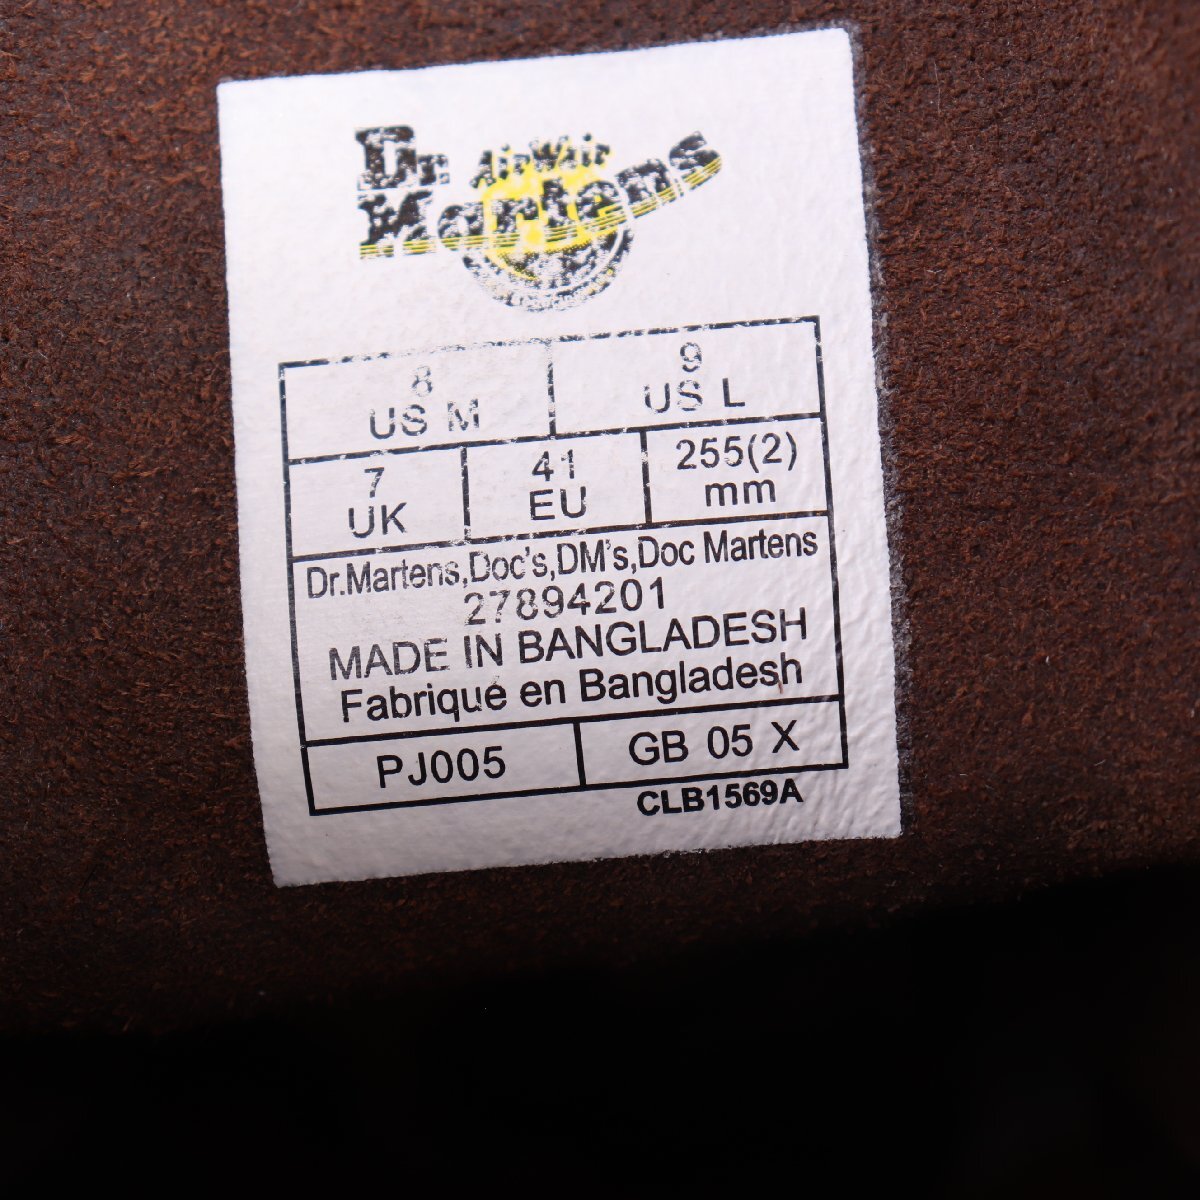 Dr. AirWair
Martens
8 9
US M US L
7 41 255(2)
UK EU mm
Dr.Martens,Doc's,DM's,Doc Martens
27894201
MADE IN BANGLADESH
Fabriqué en Bangladesh
PJ005 GB 05 X
CLB1569A